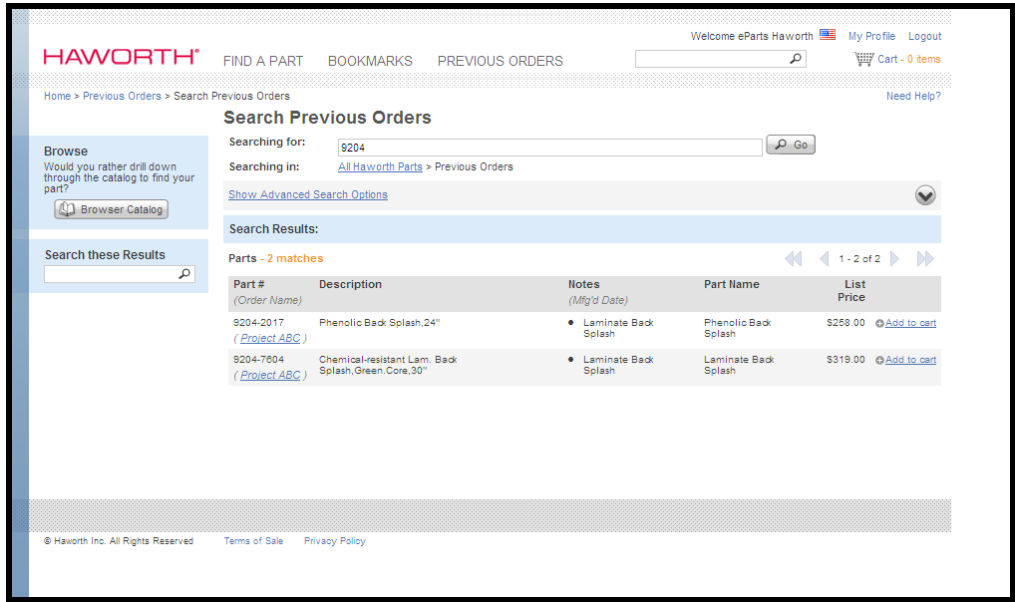 Welcome eParts Haworth My Profile Logout
HAWORTH®
FIND A PART BOOKMARKS PREVIOUS ORDERS
Cart - 0 items
Home > Previous Orders > Search Previous Orders
Need Help?
Search Previous Orders
Searching for: 9204 Go
Searching in: All Haworth Parts > Previous Orders
Browse
Would you rather drill down
through the catalog to find your
part?
Browser Catalog
Show Advanced Search Options
Search Results:
Search these Results
Parts - 2 matches 1 - 2 of 2
Part # Description Notes Part Name List
(Order Name) (Mfg'd Date) Price
9204-2017 Phenolic Back Splash,24" • Laminate Back Phenolic Back $258.00 Add to cart
( Project ABC ) Splash Splash
9204-7604 Chemical-resistant Lam. Back • Laminate Back Laminate Back $319.00 Add to cart
( Project ABC ) Splash,Green.Core,30" Splash Splash
© Haworth Inc. All Rights Reserved Terms of Sale Privacy Policy